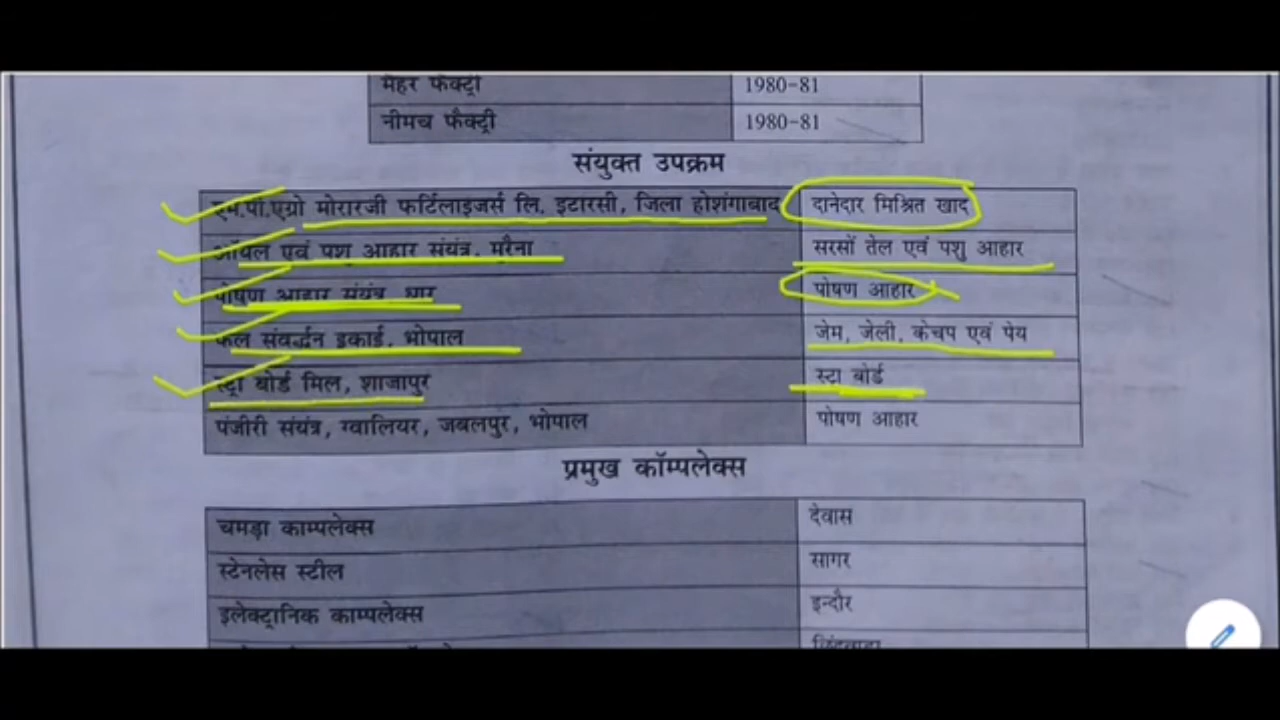 मैहर फैक्ट्री 1980-81
नीमच फैक्ट्री 1980-81
संयुक्त उपक्रम
एम.पी.एग्रो मोरारजी फर्टिलाइजर्स लि. इटारसी, जिला होशंगाबाद दानेदार मिश्रित खाद
ऑयल एवं पशु आहार संयंत्र, मुरैना सरसों तेल एवं पशु आहार
पोषण आहार संयंत्र, धार पोषण आहार
फल संवर्द्धन इकाई, भोपाल जेम, जेली, केचप एवं पेय
स्ट्रा बोर्ड मिल, शाजापुर स्ट्रा बोर्ड
पंजीरी संयंत्र, ग्वालियर, जबलपुर, भोपाल पोषण आहार
प्रमुख कॉम्पलेक्स
चमड़ा काम्पलेक्स देवास
स्टेनलेस स्टील सागर
इलेक्ट्रानिक काम्पलेक्स इन्दौर